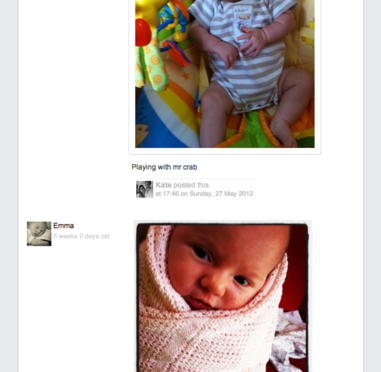 Playing with mr crab
Kate posted this
at 17:46 on Sunday, 27 May 2012
Emma
5 weeks 0 days old